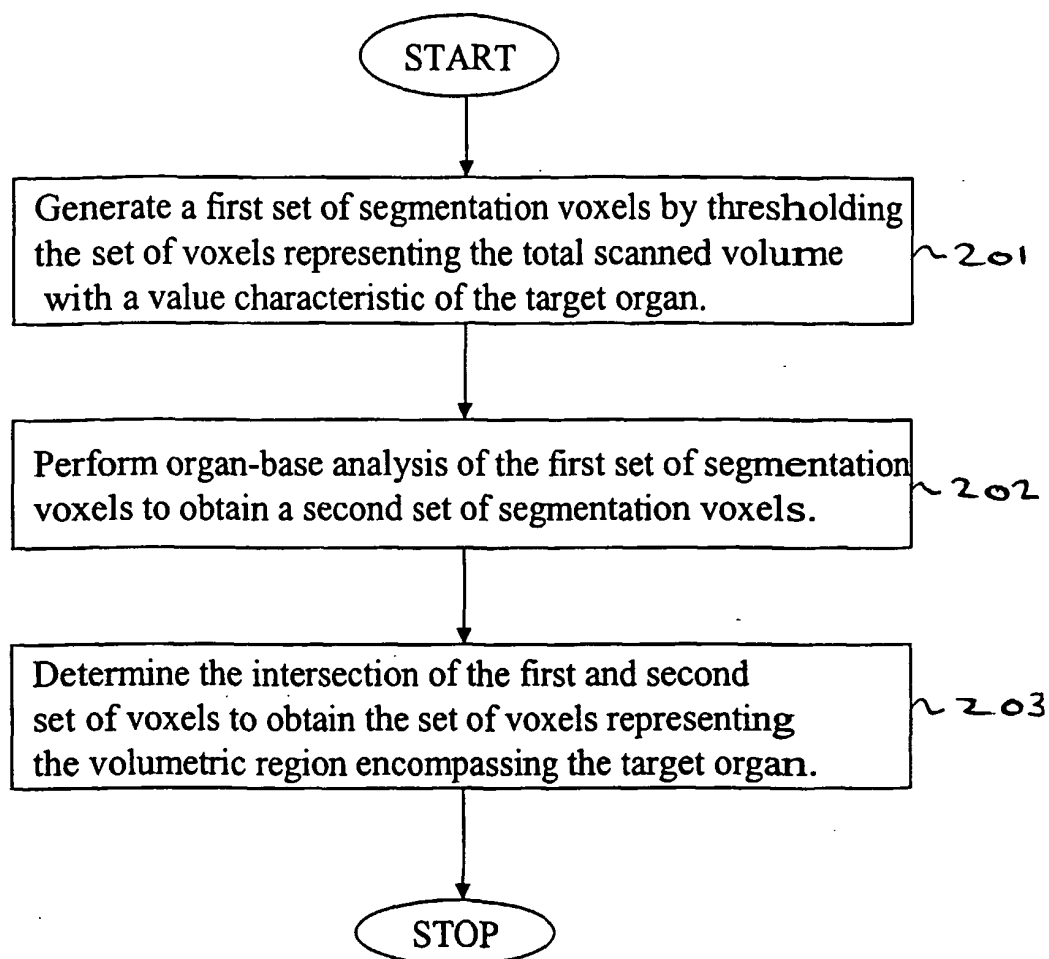 START
Generate a first set of segmentation voxels by thresholding
the set of voxels representing the total scanned volume
with a value characteristic of the target organ.
201
Perform organ-base analysis of the first set of segmentation
voxels to obtain a second set of segmentation voxels.
202
Determine the intersection of the first and second
set of voxels to obtain the set of voxels representing
the volumetric region encompassing the target organ.
203
STOP